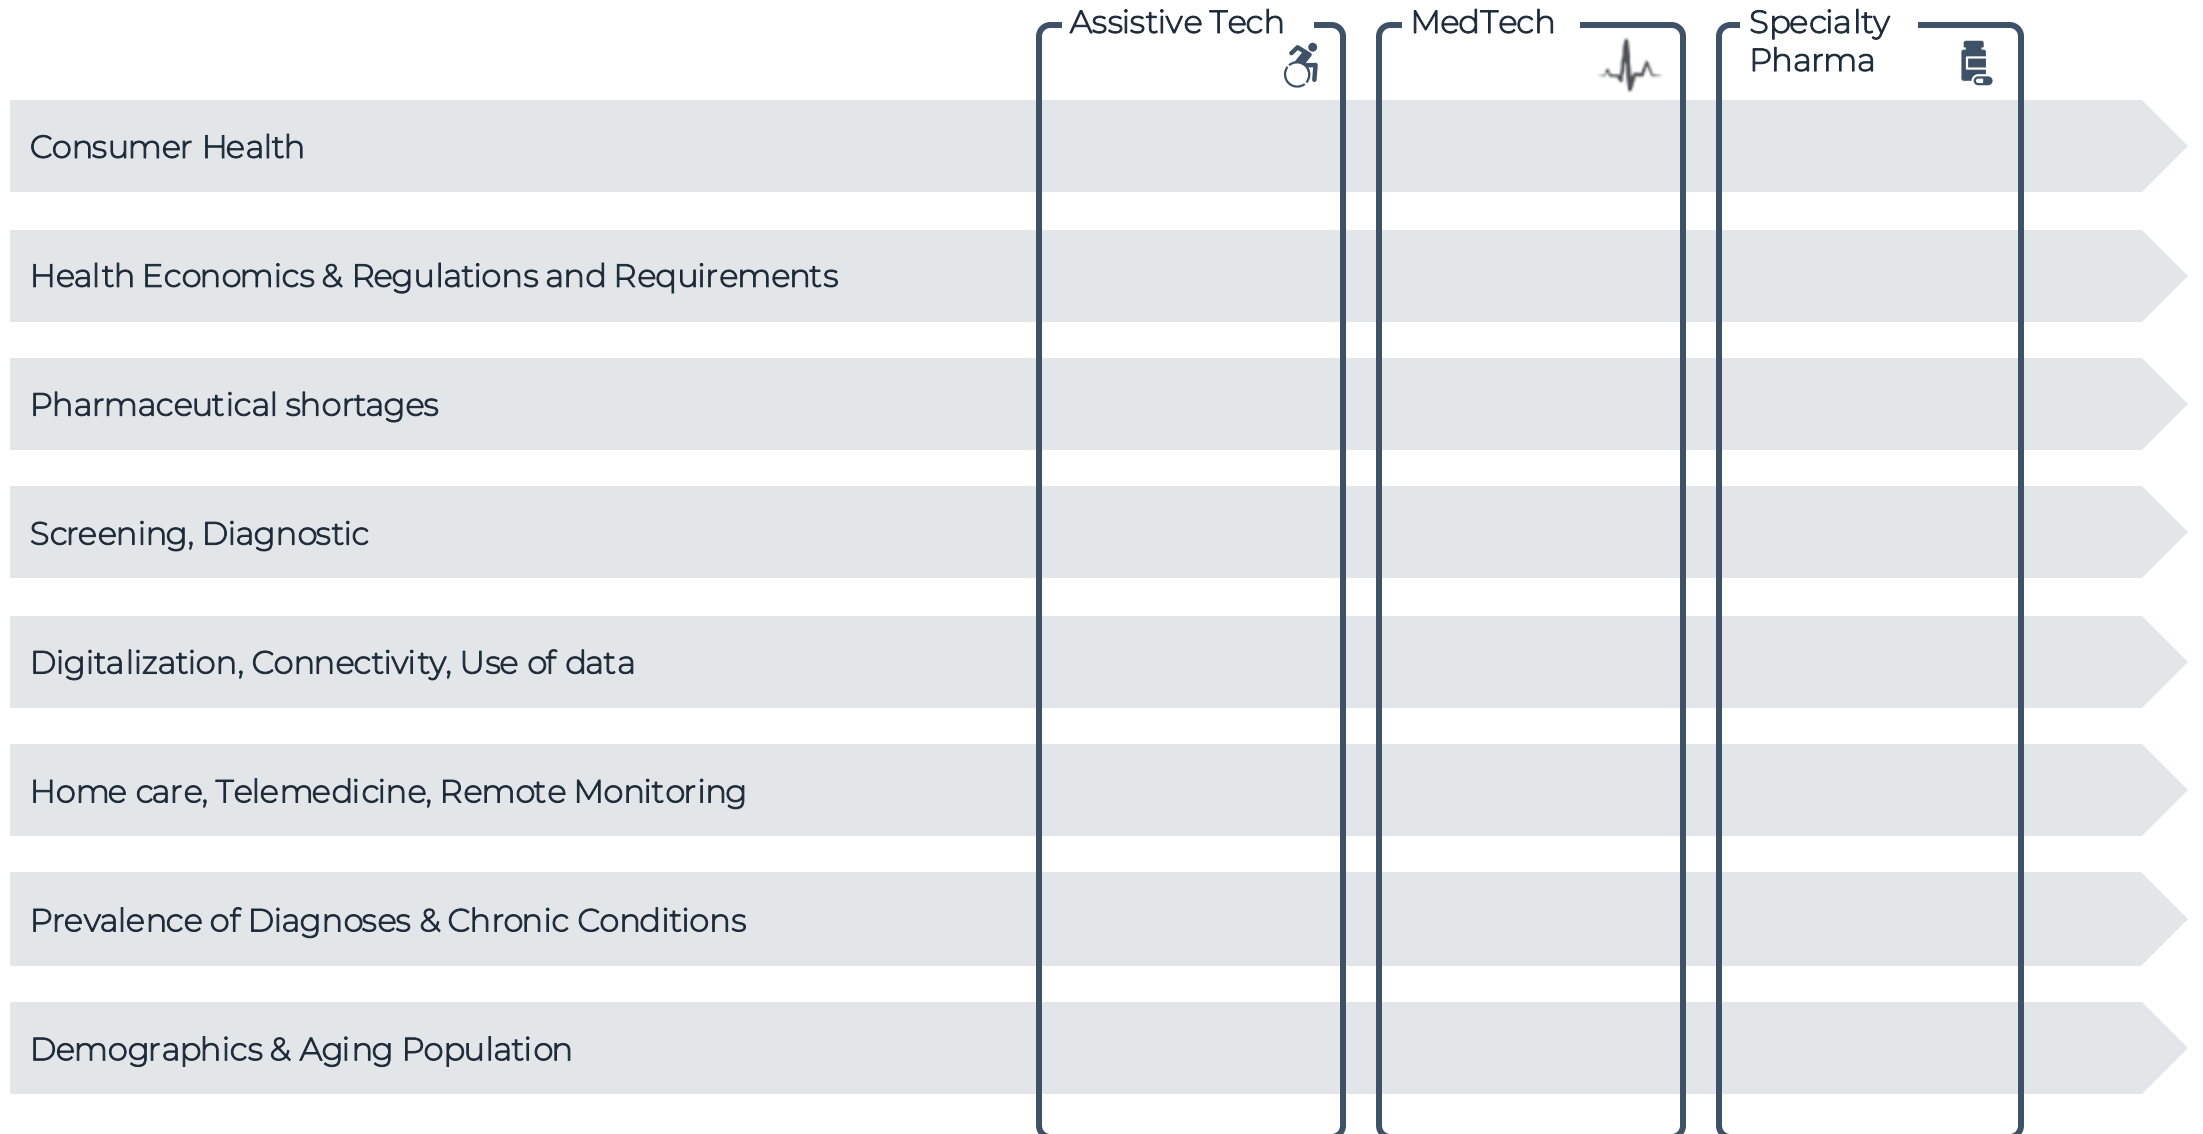 Assistive Tech
MedTech
Specialty
Pharma
Consumer Health
Health Economics & Regulations and Requirements
Pharmaceutical shortages
Screening, Diagnostic
Digitalization, Connectivity, Use of data
Home care, Telemedicine, Remote Monitoring
Prevalence of Diagnoses & Chronic Conditions
Demographics & Aging Population